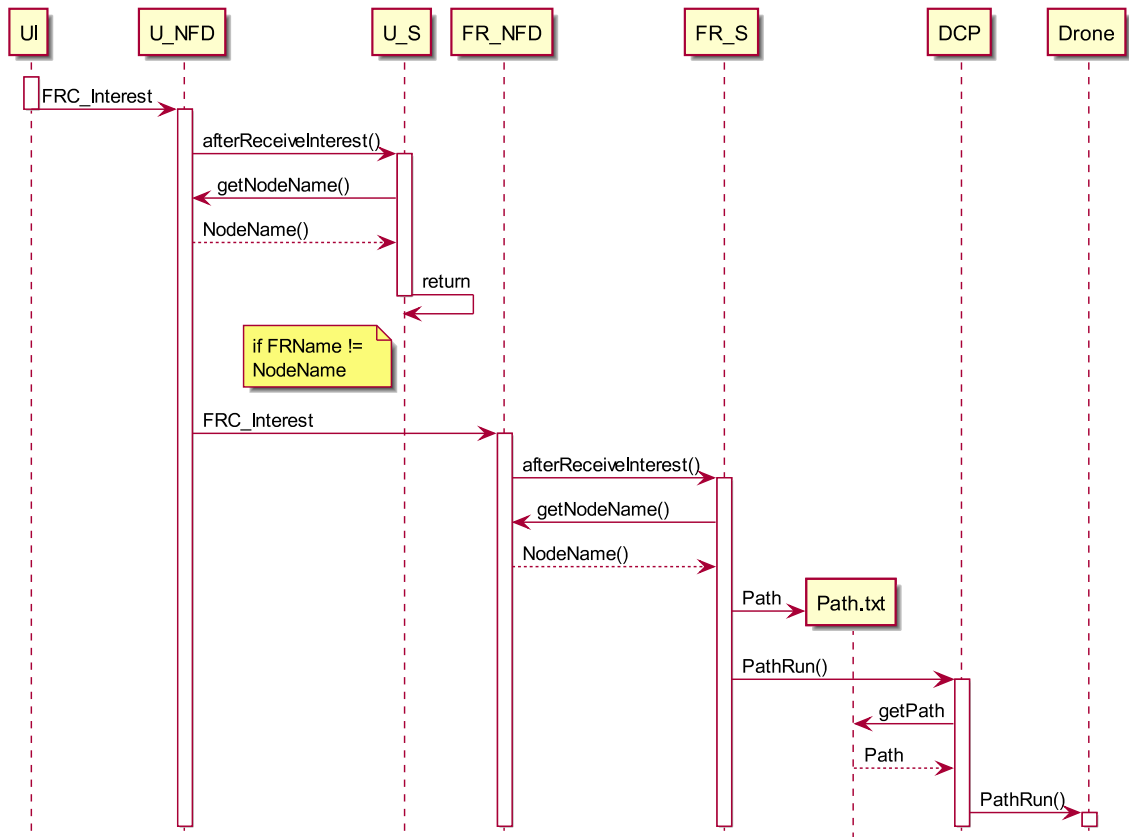 UI
U_NFD
U_S
FR_NFD
FR_S
DCP
Drone
FRC_Interest
afterReceiveInterest()
getNodeName()
NodeName()
return
if FRName !=
NodeName
FRC_Interest
afterReceiveInterest()
getNodeName()
NodeName()
Path
Path.txt
PathRun()
getPath
Path
PathRun()